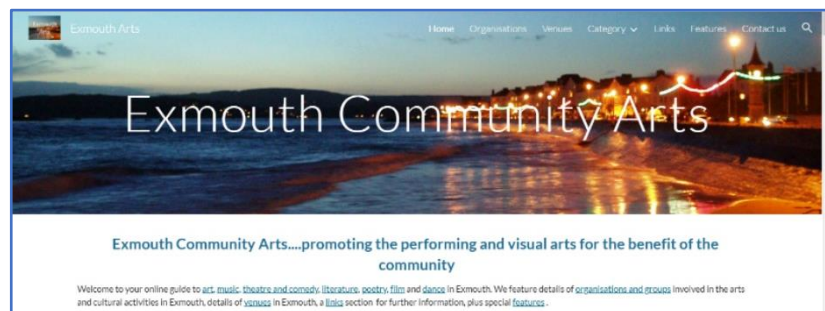 Exmouth Arts
Home Organisations Venues Category Links Features Contact us
Exmouth Community Arts
Exmouth Community Arts....promoting the performing and visual arts for the benefit of the
community
Welcome to your online guide to art, music, theatre and comedy, literature, poetry, film and dance in Exmouth. We feature details of organisations and groups involved in the arts
and cultural activities in Exmouth, details of venues in Exmouth, a links section for further information, plus special features .